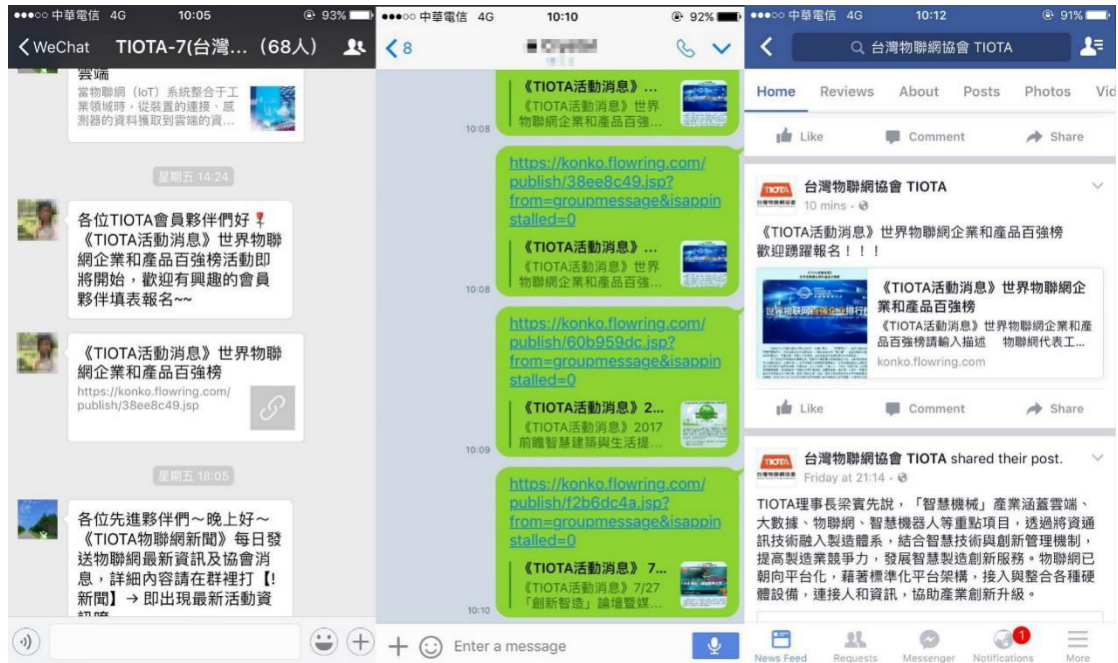 中華電信 4G 10:05 93%
WeChat TIOTA-7(台灣...（68人）
雲端
當物聯網（IoT）系統整合于工
業領域時，從裝置的連接、感
測器的資料獲取到雲端的資...
星期五 14:24
各位TIOTA會員夥伴們好🌹
《TIOTA活動消息》世界物聯
網企業和產品百強榜活動即
將開始，歡迎有興趣的會員
夥伴填表報名~~
《TIOTA活動消息》世界物聯
網企業和產品百強榜
https://konko.flowring.com/
publish/38ee8c49.jsp
星期五 18:05
各位先進夥伴們～晚上好～
《TIOTA物聯網新聞》每日發
送物聯網最新資訊及協會消
息，詳細內容請在群裡打【!
新聞】→ 即出現最新活動資
中華電信 4G 10:10 92%
8
《TIOTA活動消息》...
《TIOTA活動消息》世界
物聯網企業和產品百強...
10:08
https://konko.flowring.com/
publish/38ee8c49.jsp?
from=groupmessage&isappin
stalled=0
《TIOTA活動消息》...
《TIOTA活動消息》世界
物聯網企業和產品百強...
10:08
https://konko.flowring.com/
publish/60b959dc.jsp?
from=groupmessage&isappin
stalled=0
《TIOTA活動消息》2...
《TIOTA活動消息》2017
前瞻智慧建築與生活提...
10:09
https://konko.flowring.com/
publish/f2b6dc4a.jsp?
from=groupmessage&isappin
stalled=0
《TIOTA活動消息》7...
《TIOTA活動消息》7/27
「創新智造」論壇暨媒...
10:10
Enter a message
中華電信 4G 10:12 91%
台灣物聯網協會 TIOTA
Home Reviews About Posts Photos Vid
Like Comment Share
TIOTA
台灣物聯網協會 TIOTA
10 mins
《TIOTA活動消息》世界物聯網企業和產品百強榜
歡迎踴躍報名！！！
世界物联网百强企业排行榜
《TIOTA活動消息》世界物聯網企
業和產品百強榜
《TIOTA活動消息》世界物聯網企業和產
品百強榜請輸入描述 物聯網代表工...
konko.flowring.com
Like Comment Share
TIOTA
台灣物聯網協會 TIOTA shared their post.
Friday at 21:14
TIOTA理事長梁賓先說，「智慧機械」產業涵蓋雲端、
大數據、物聯網、智慧機器人等重點項目，透過將資通
訊技術融入製造體系，結合智慧技術與創新管理機制，
提高製造業競爭力，發展智慧製造創新服務。物聯網已
朝向平台化，藉著標準化平台架構，接入與整合各種硬
體設備，連接人和資訊，協助產業創新升級。
1
News Feed Requests Messenger Notifications More